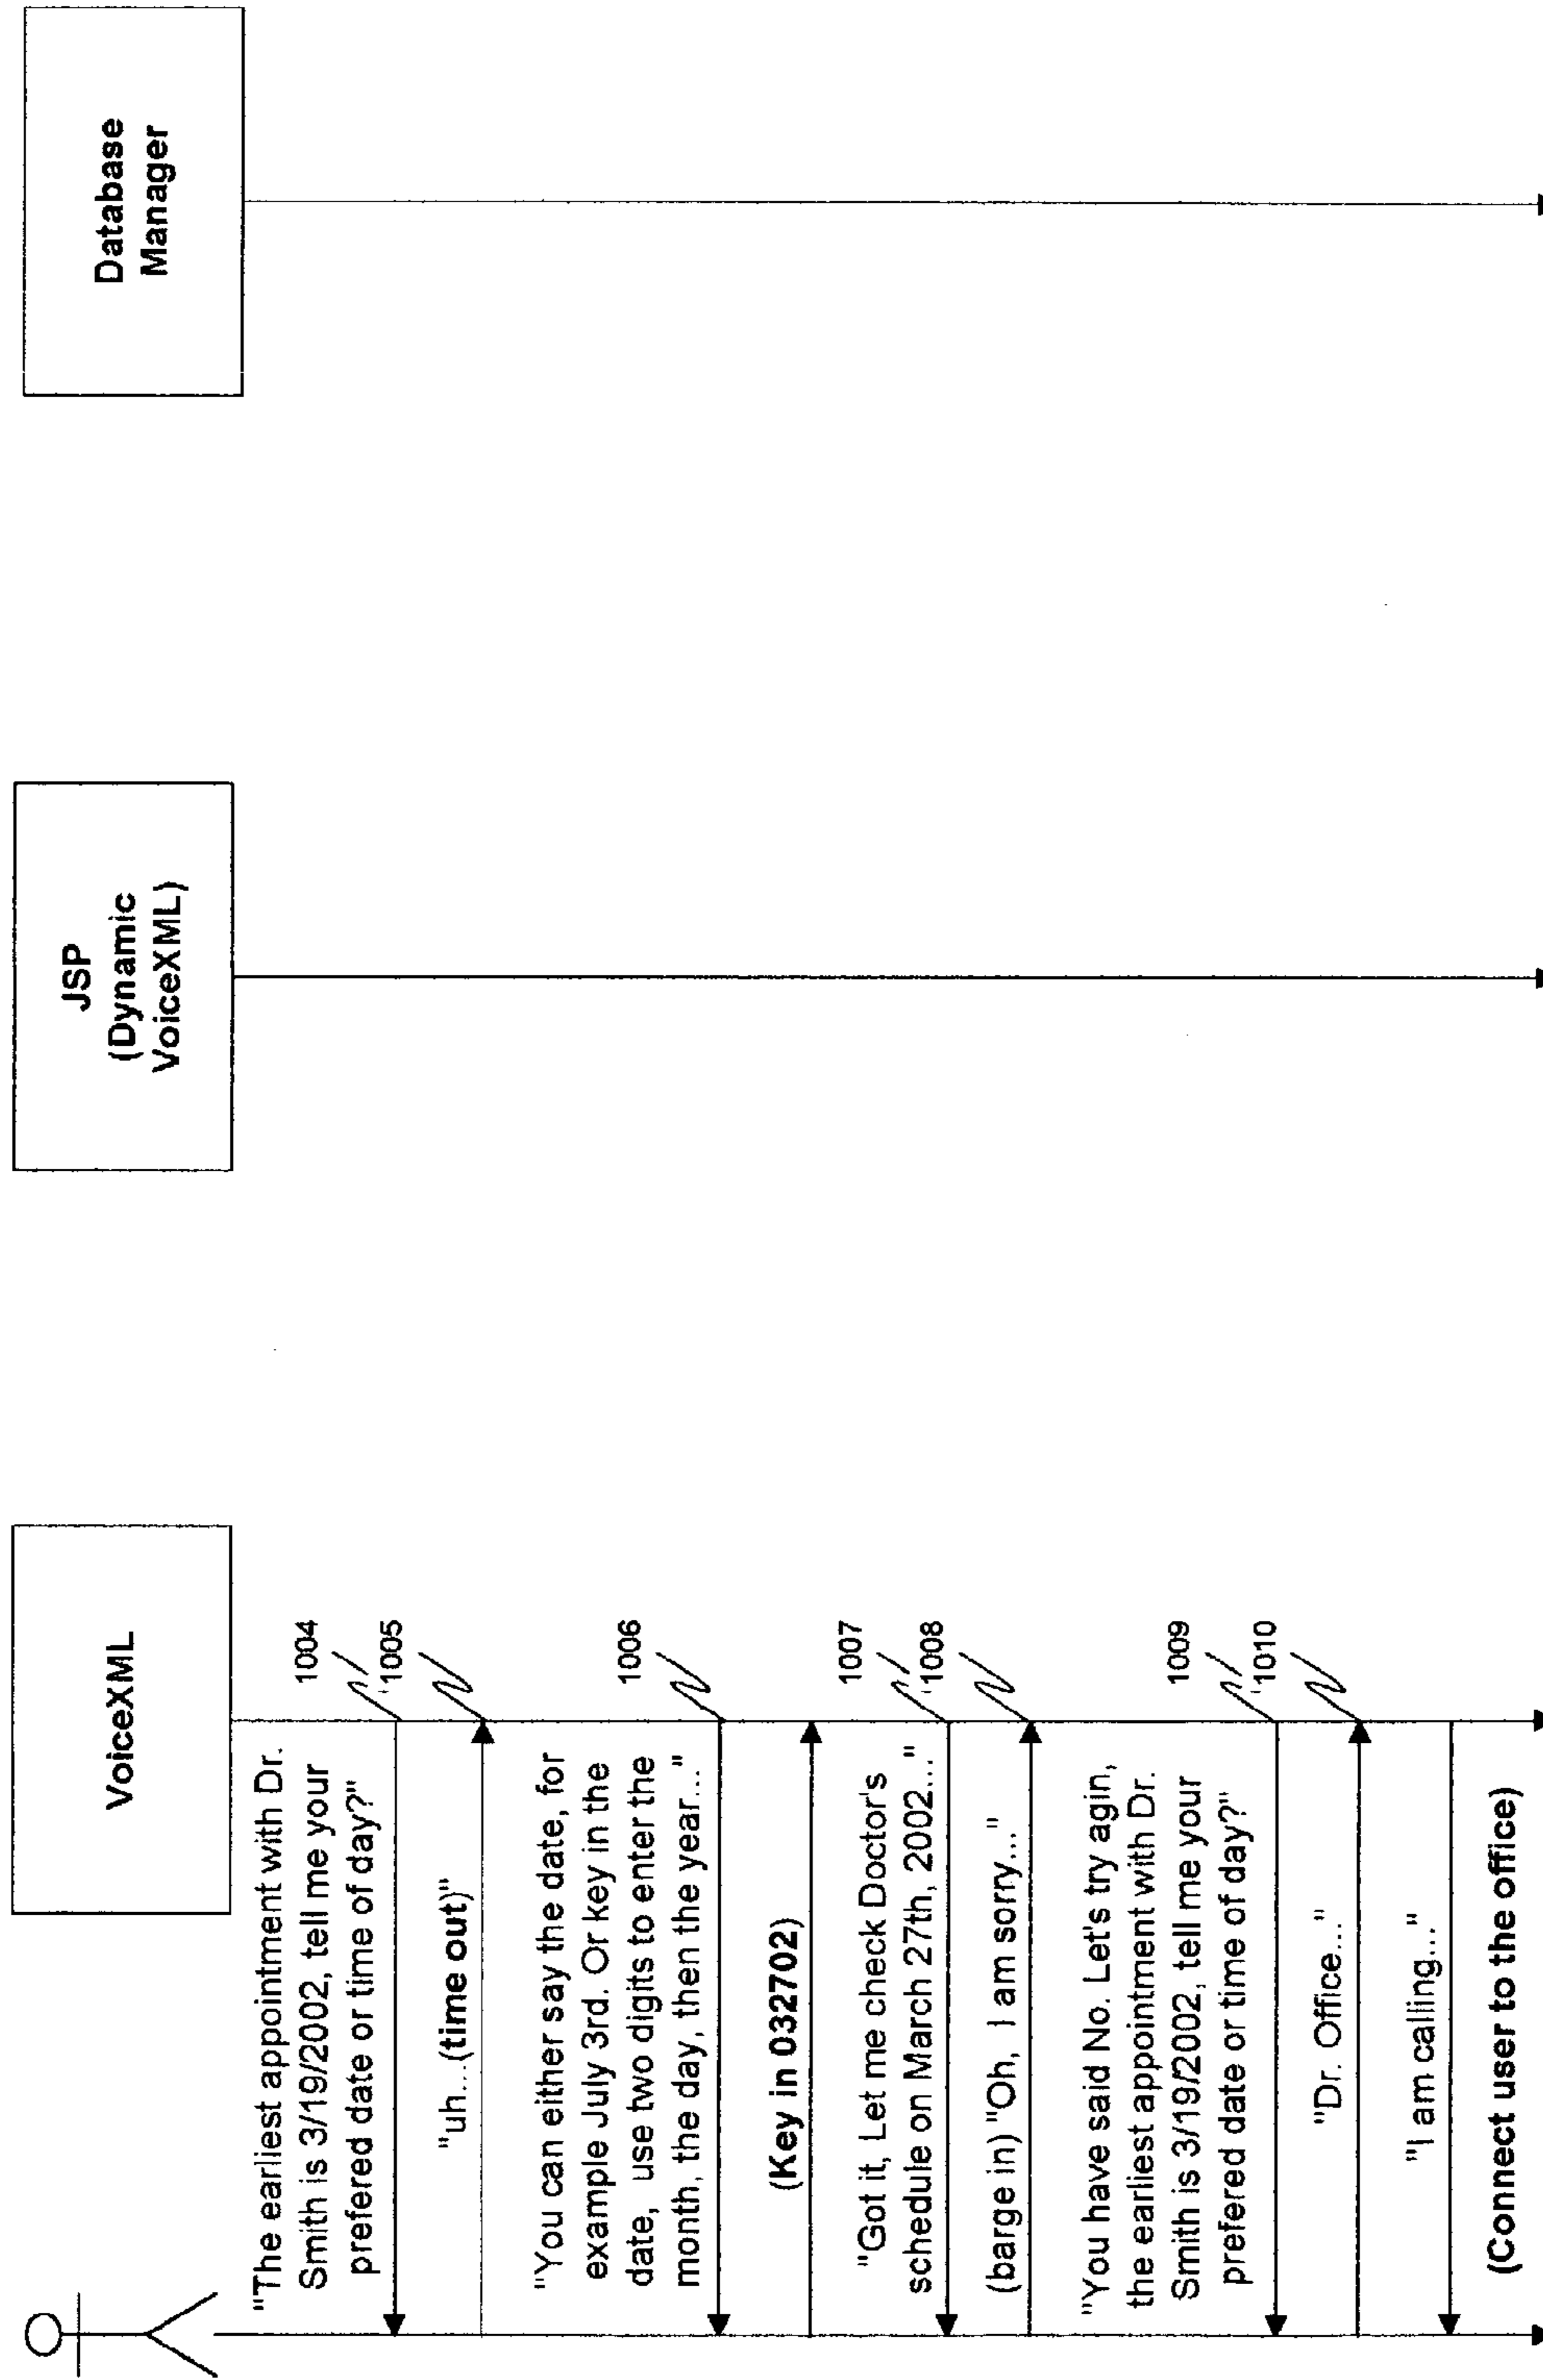 VoiceXML
JSP
(Dynamic
VoiceXML)
Database
Manager
"The earliest appointment with Dr.
Smith is 3/19/2002, tell me your
prefered date or time of day?"
1004
1005
"uh...(time out)"
"You can either say the date, for
example July 3rd. Or key in the
date, use two digits to enter the
month, the day, then the year..."
1006
(Key in 032702)
"Got it, Let me check Doctor's
schedule on March 27th, 2002..."
1007
1008
(barge in) "Oh, I am sorry..."
"You have said No. Let's try agin,
the earliest appointment with Dr.
Smith is 3/19/2002, tell me your
prefered date or time of day?"
1009
1010
"Dr. Office..."
"I am calling..."
(Connect user to the office)